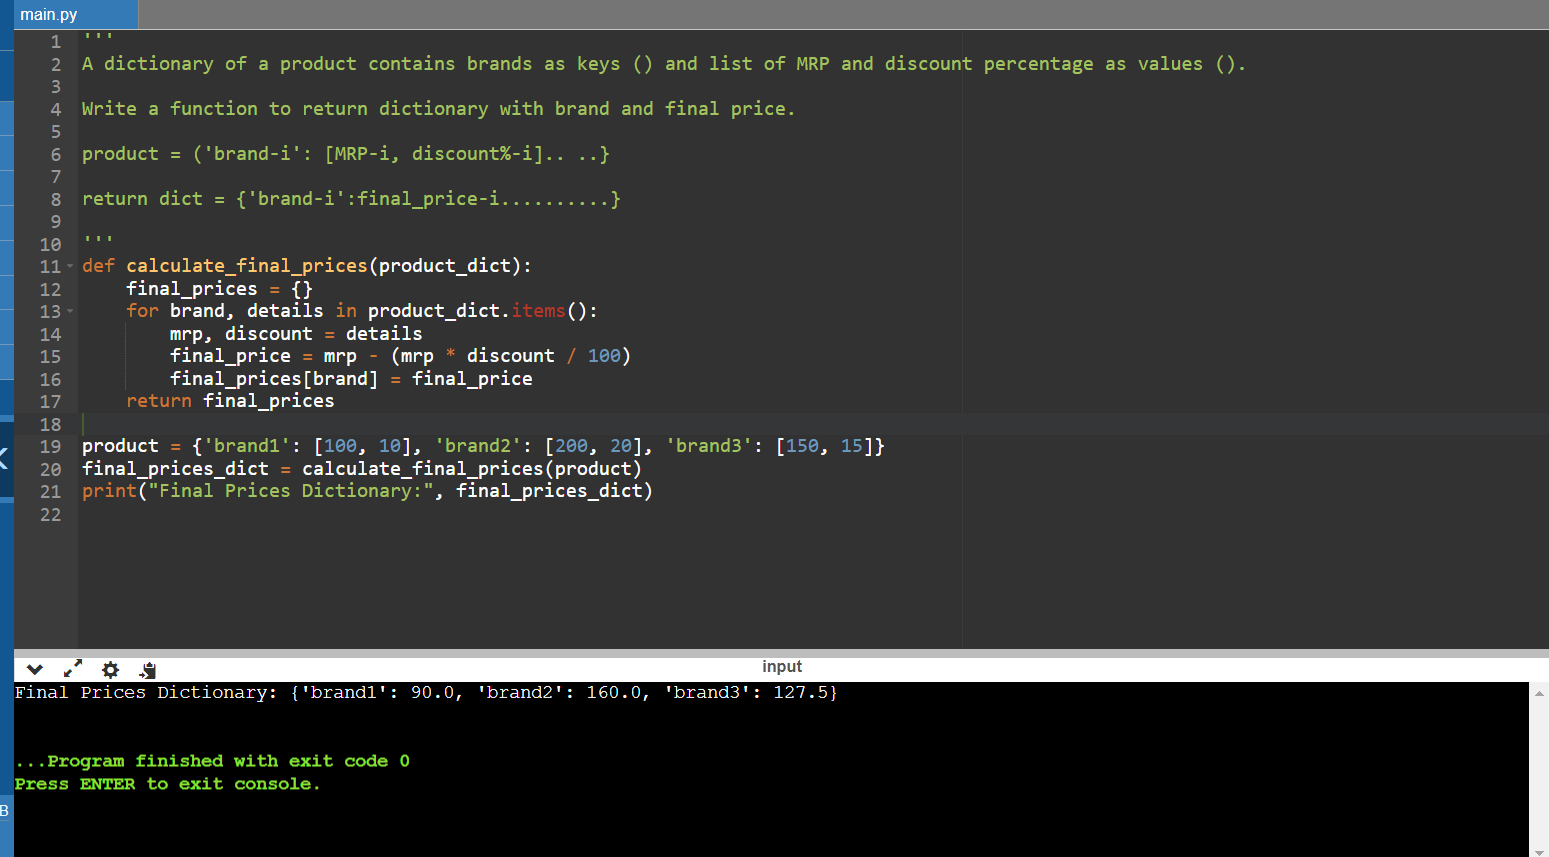 main.py
1 '''
2 A dictionary of a product contains brands as keys () and list of MRP and discount percentage as values ().
3
4 Write a function to return dictionary with brand and final price.
5
6 product = ('brand-i': [MRP-i, discount%-i].. ..}
7
8 return dict = {'brand-i':final_price-i..........}
9
10 '''
11 def calculate_final_prices(product_dict):
12     final_prices = {}
13     for brand, details in product_dict.items():
14         mrp, discount = details
15         final_price = mrp - (mrp * discount / 100)
16         final_prices[brand] = final_price
17     return final_prices
18
19 product = {'brand1': [100, 10], 'brand2': [200, 20], 'brand3': [150, 15]}
20 final_prices_dict = calculate_final_prices(product)
21 print("Final Prices Dictionary:", final_prices_dict)
22
input
Final Prices Dictionary: {'brand1': 90.0, 'brand2': 160.0, 'brand3': 127.5}
...Program finished with exit code 0
Press ENTER to exit console.
B